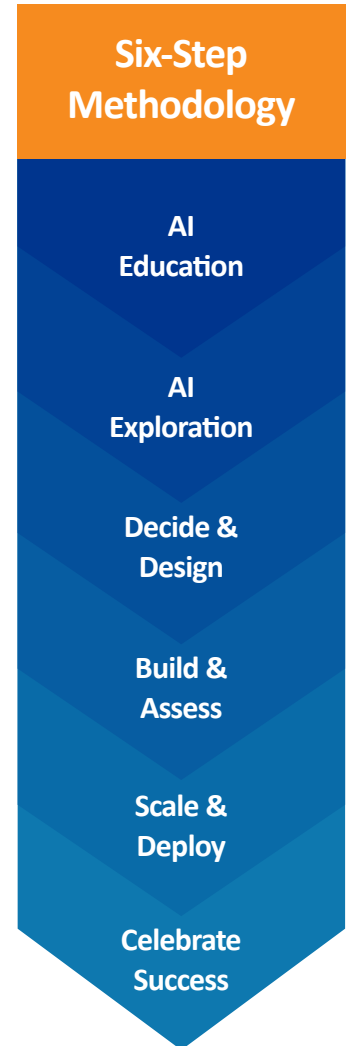 Six-Step
Methodology
AI
Education
AI
Exploration
Decide &
Design
Build &
Assess
Scale &
Deploy
Celebrate
Success